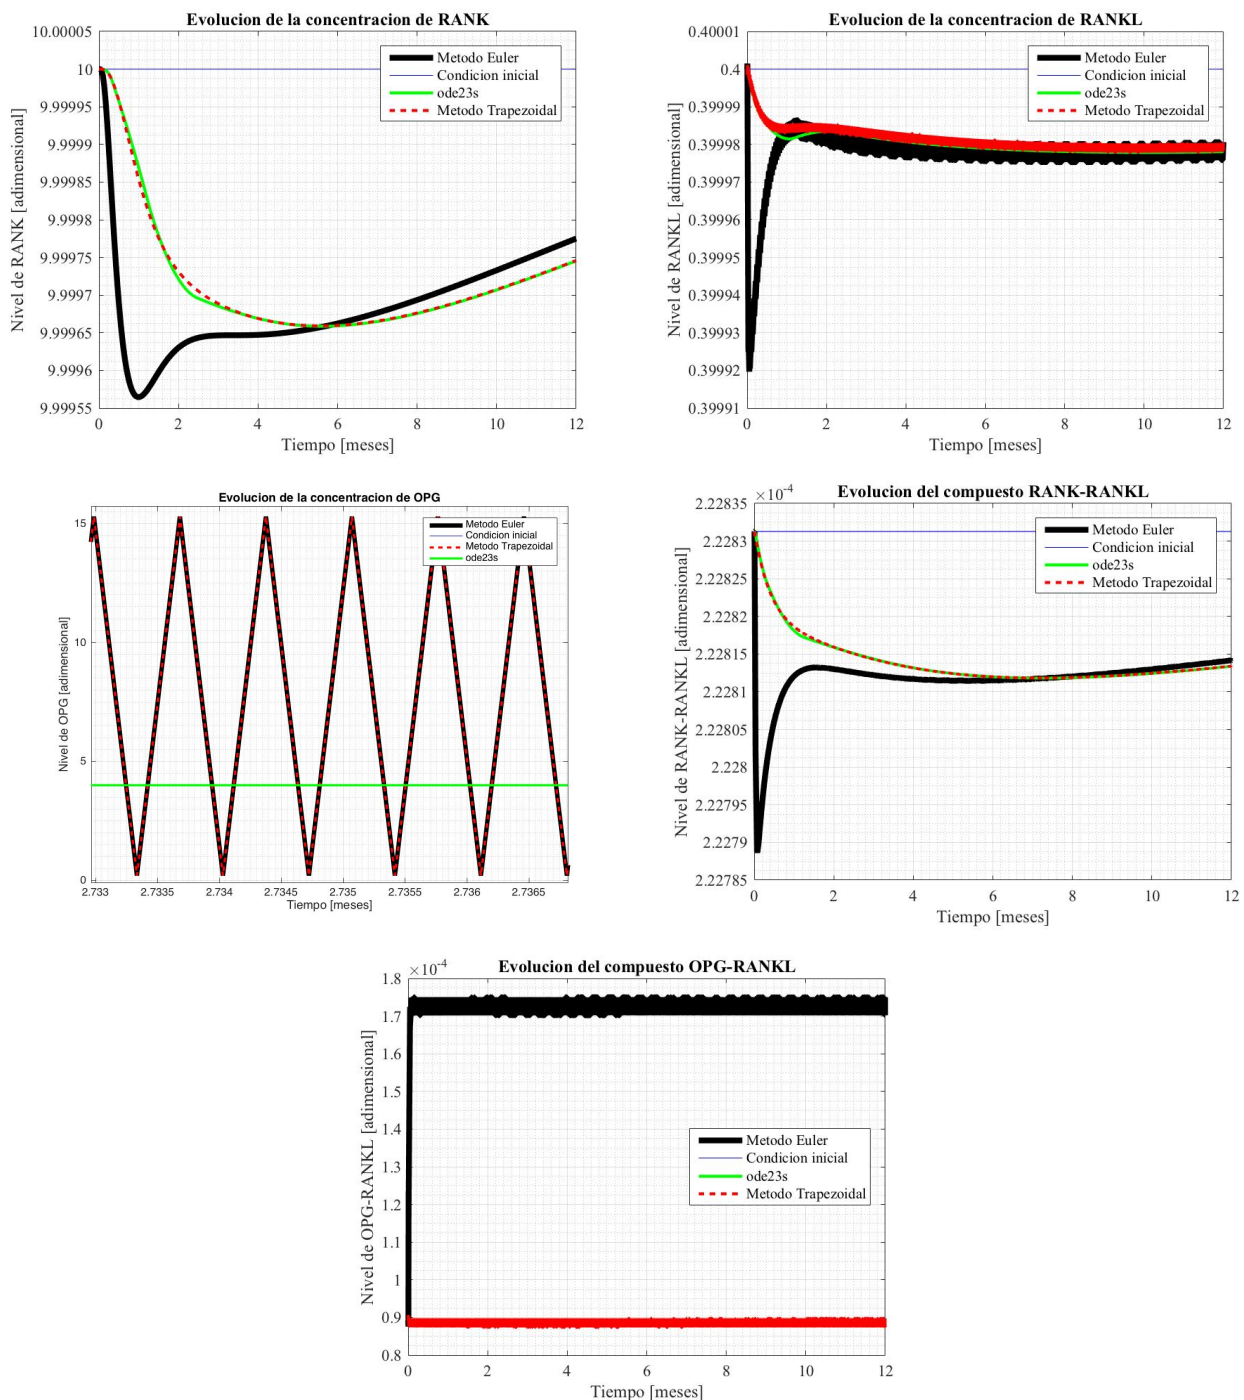 Evolucion de la concentracion de RANK
10.00005
10
9.99995
9.9999
9.99985
9.9998
9.99975
9.9997
9.99965
9.9996
9.99955
Nivel de RANK [adimensional]
Metodo Euler
Condicion inicial
ode23s
Metodo Trapezoidal
0 2 4 6 8 10 12
Tiempo [meses]
Evolucion de la concentracion de RANKL
0.40001
0.4
0.39999
0.39998
0.39997
0.39996
0.39995
0.39994
0.39993
0.39992
0.39991
Nivel de RANKL [adimensional]
Metodo Euler
Condicion inicial
ode23s
Metodo Trapezoidal
0 2 4 6 8 10 12
Tiempo [meses]
Evolucion de la concentracion de OPG
15
10
5
0
Nivel de OPG [adimensional]
Metodo Euler
Condicion inicial
Metodo Trapezoidal
ode23s
2.733 2.7335 2.734 2.7345 2.735 2.7355 2.736 2.7365
Tiempo [meses]
Evolucion del compuesto RANK-RANKL
×10⁻⁴
2.22835
2.2283
2.22825
2.2282
2.22815
2.2281
2.22805
2.228
2.22795
2.2279
2.22785
Nivel de RANK-RANKL [adimensional]
Metodo Euler
Condicion inicial
ode23s
Metodo Trapezoidal
0 2 4 6 8 10 12
Tiempo [meses]
Evolucion del compuesto OPG-RANKL
×10⁻⁴
1.8
1.7
1.6
1.5
1.4
1.3
1.2
1.1
1
0.9
0.8
Nivel de OPG-RANKL [adimensional]
Metodo Euler
Condicion inicial
ode23s
Metodo Trapezoidal
0 2 4 6 8 10 12
Tiempo [meses]